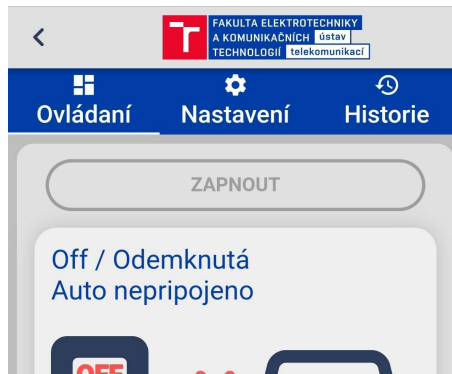 FAKULTA ELEKTROTECHNIKY
A KOMUNIKAČNÍCH ústav
TECHNOLOGIÍ telekomunikací
Ovládaní Nastavení Historie
ZAPNOUT
Off / Odemknutá
Auto nepripojeno
OFF